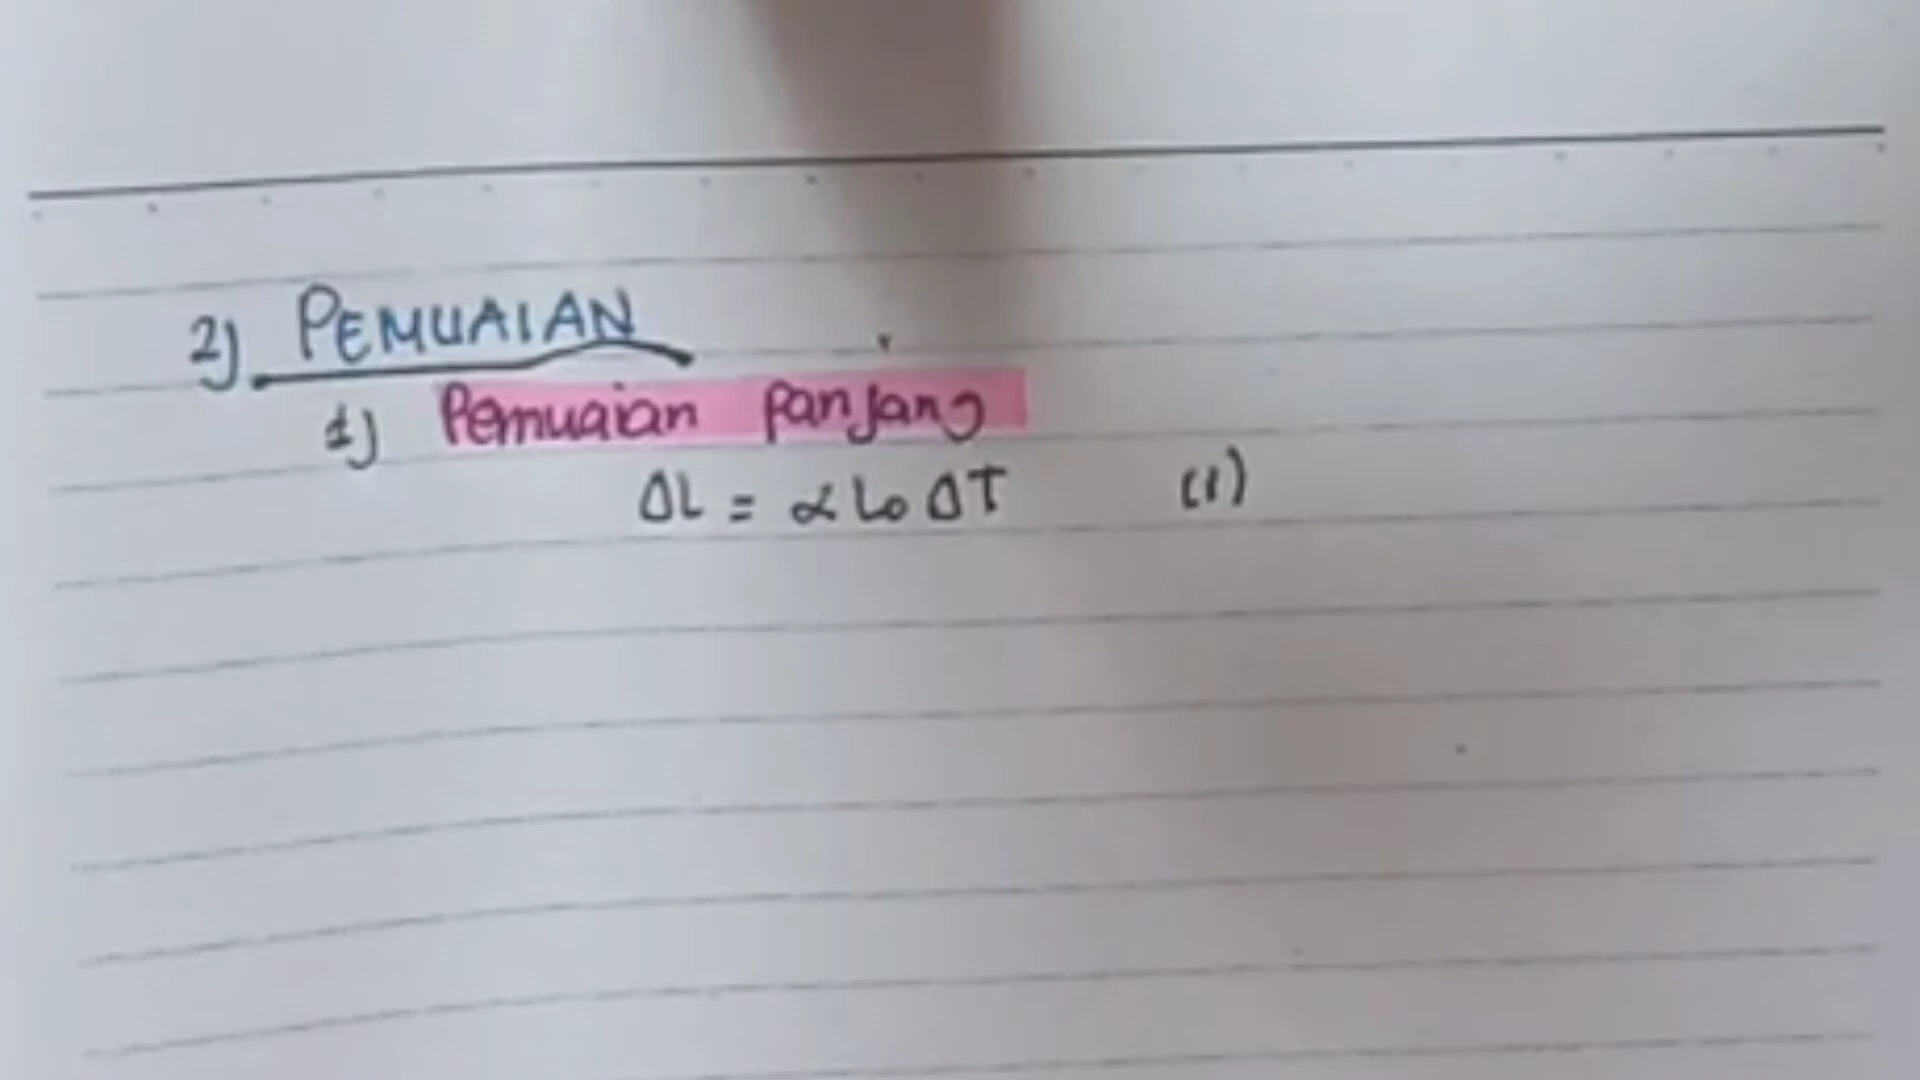 2) PEMUAIAN
1) Pemuaian Panjang
ΔL = α Lo ΔT (1)